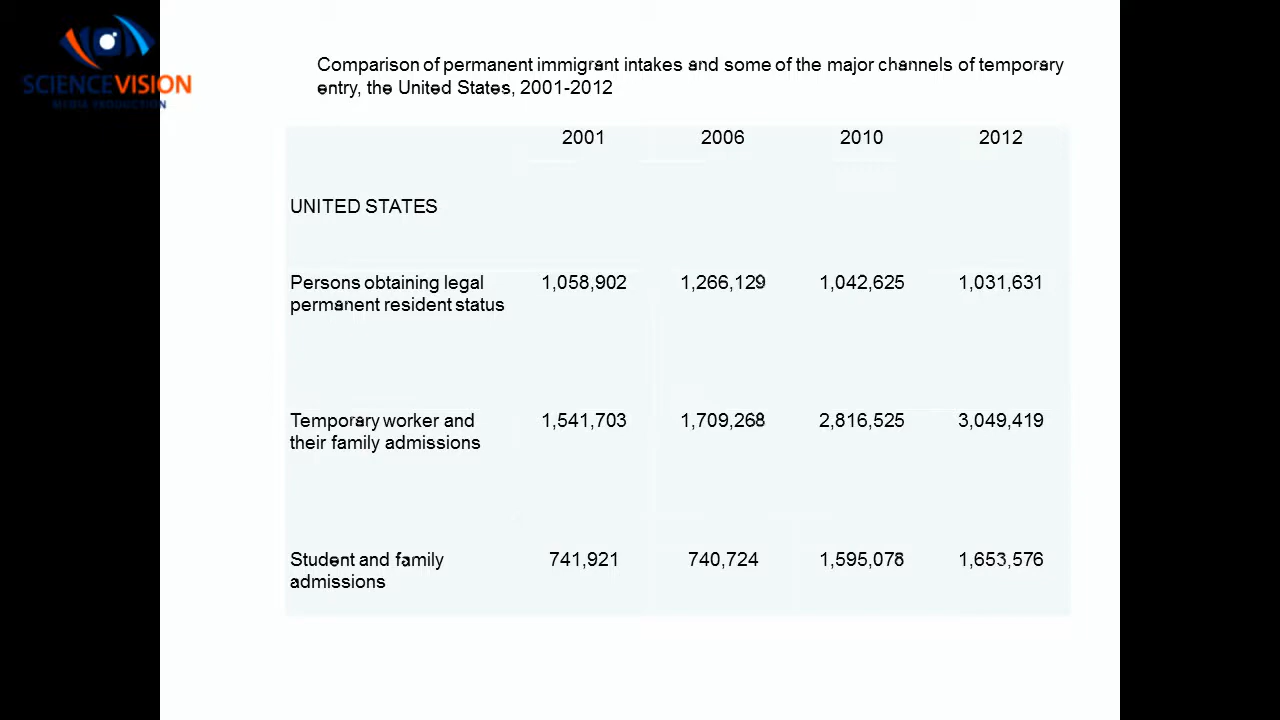 SCIENCEVISION
MEDIA PRODUCTION
Comparison of permanent immigrant intakes and some of the major channels of temporary
entry, the United States, 2001-2012
2001 2006 2010 2012
UNITED STATES
Persons obtaining legal 1,058,902 1,266,129 1,042,625 1,031,631
permanent resident status
Temporary worker and 1,541,703 1,709,268 2,816,525 3,049,419
their family admissions
Student and family 741,921 740,724 1,595,078 1,653,576
admissions